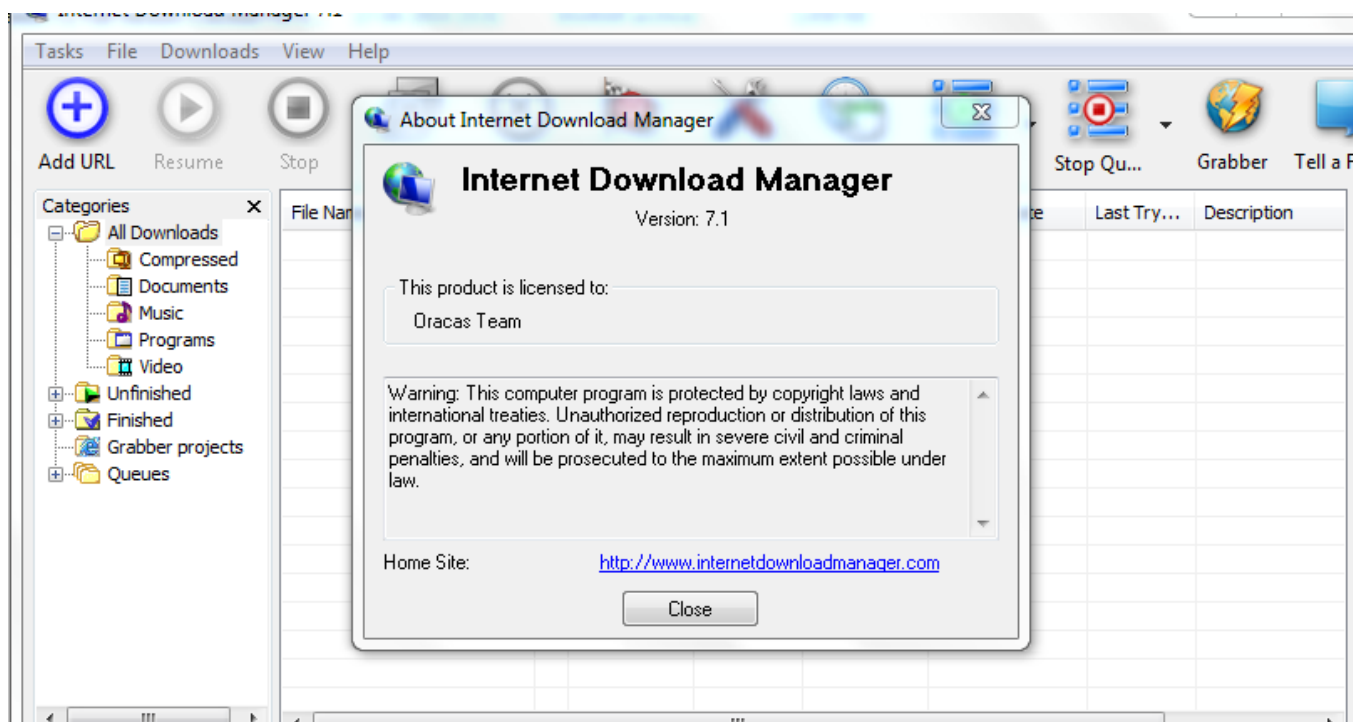 Tasks File Downloads View Help
Add URL Resume Stop Stop Qu... Grabber Tell a F
About Internet Download Manager
Internet Download Manager
Version: 7.1
This product is licensed to:
Oracas Team
Warning: This computer program is protected by copyright laws and
international treaties. Unauthorized reproduction or distribution of this
program, or any portion of it, may result in severe civil and criminal
penalties, and will be prosecuted to the maximum extent possible under
law.
Home Site: http://www.internetdownloadmanager.com
Close
Categories
All Downloads
Compressed
Documents
Music
Programs
Video
Unfinished
Finished
Grabber projects
Queues
File Nar Last Try... Description